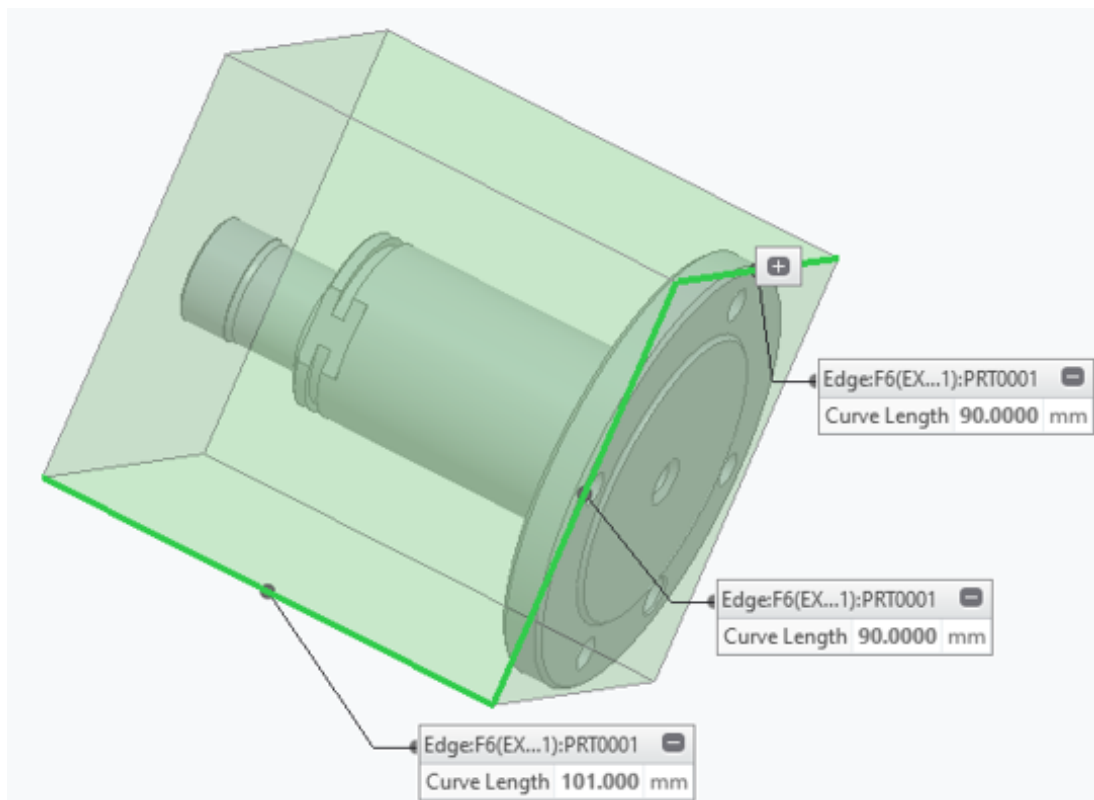 Edge:F6(EX...1):PRT0001
Curve Length 90.0000 mm
Edge:F6(EX...1):PRT0001
Curve Length 90.0000 mm
Edge:F6(EX...1):PRT0001
Curve Length 101.000 mm